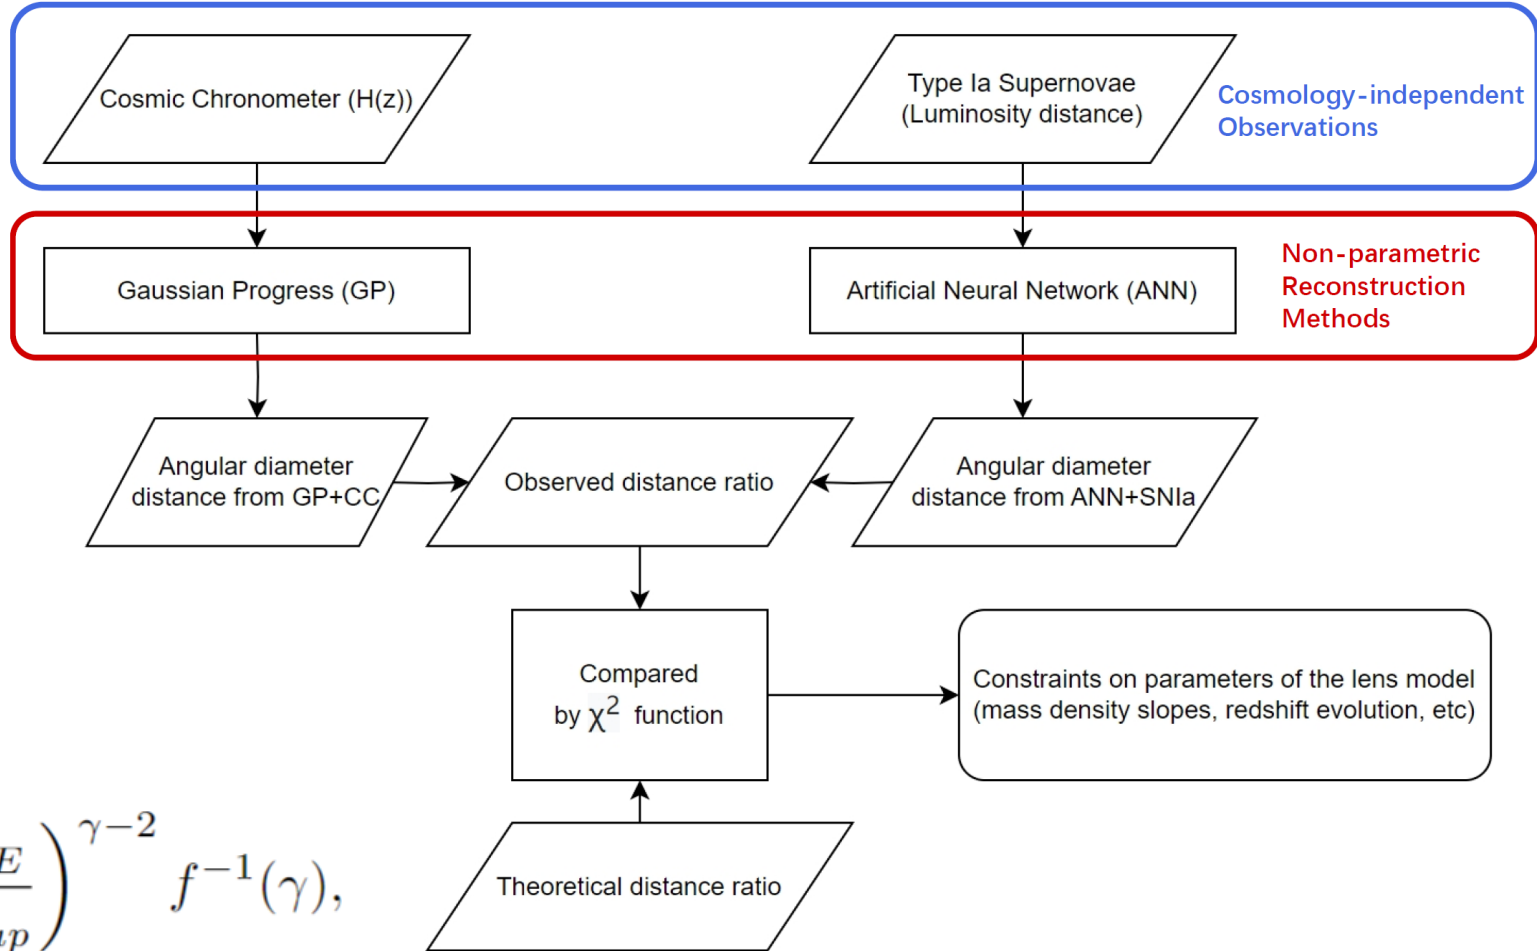 Cosmic Chronometer (H(z))
Type Ia Supernovae
(Luminosity distance)
Cosmology-independent
Observations
Gaussian Progress (GP)
Artificial Neural Network (ANN)
Non-parametric
Reconstruction
Methods
Angular diameter
distance from GP+CC
Observed distance ratio
Angular diameter
distance from ANN+SNIa
Compared
by χ² function
Constraints on parameters of the lens model
(mass density slopes, redshift evolution, etc)
E
) γ−2 f⁻¹(γ),
Theoretical distance ratio